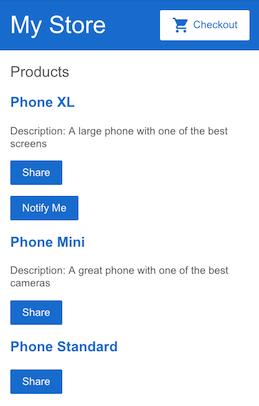 My Store
Checkout
Products
Phone XL
Description: A large phone with one of the best
screens
Share
Notify Me
Phone Mini
Description: A great phone with one of the best
cameras
Share
Phone Standard
Share